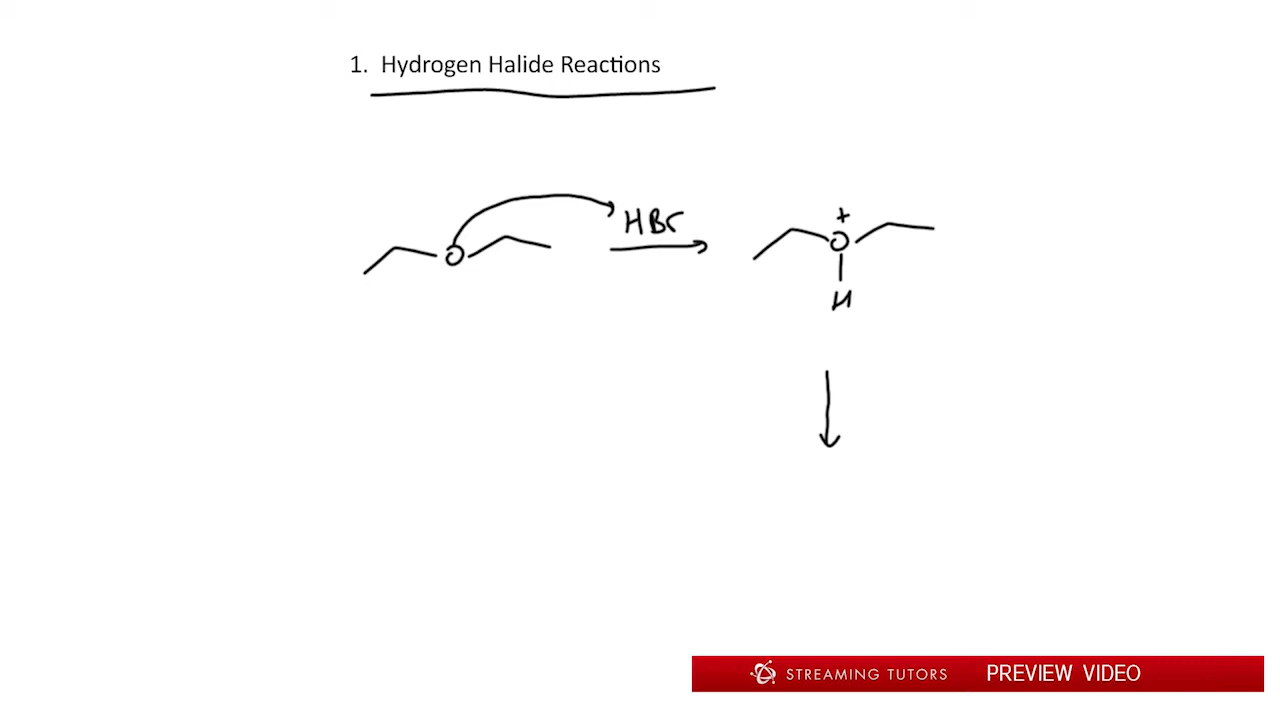 1. Hydrogen Halide Reactions
HBr
+
O
O
H
STREAMING TUTORS PREVIEW VIDEO